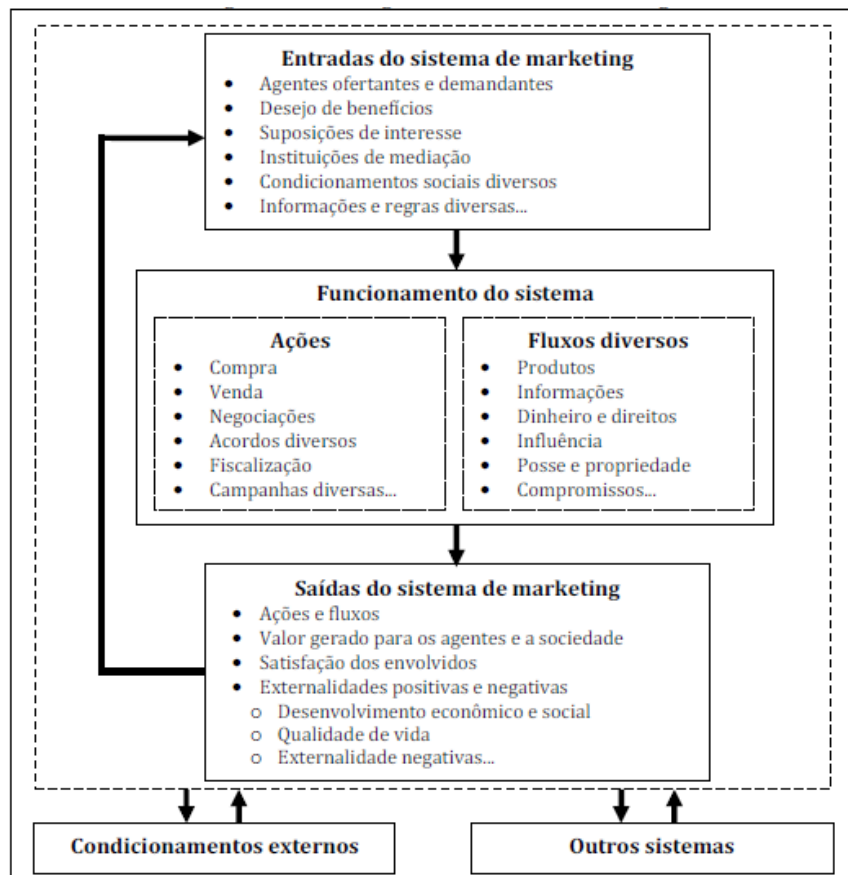 Entradas do sistema de marketing
• Agentes ofertantes e demandantes
• Desejo de benefícios
• Suposições de interesse
• Instituições de mediação
• Condicionamentos sociais diversos
• Informações e regras diversas...
Funcionamento do sistema
Ações
• Compra
• Venda
• Negociações
• Acordos diversos
• Fiscalização
• Campanhas diversas...
Fluxos diversos
• Produtos
• Informações
• Dinheiro e direitos
• Influência
• Posse e propriedade
• Compromissos...
Saídas do sistema de marketing
• Ações e fluxos
• Valor gerado para os agentes e a sociedade
• Satisfação dos envolvidos
• Externalidades positivas e negativas
o Desenvolvimento econômico e social
o Qualidade de vida
o Externalidade negativas...
Condicionamentos externos
Outros sistemas